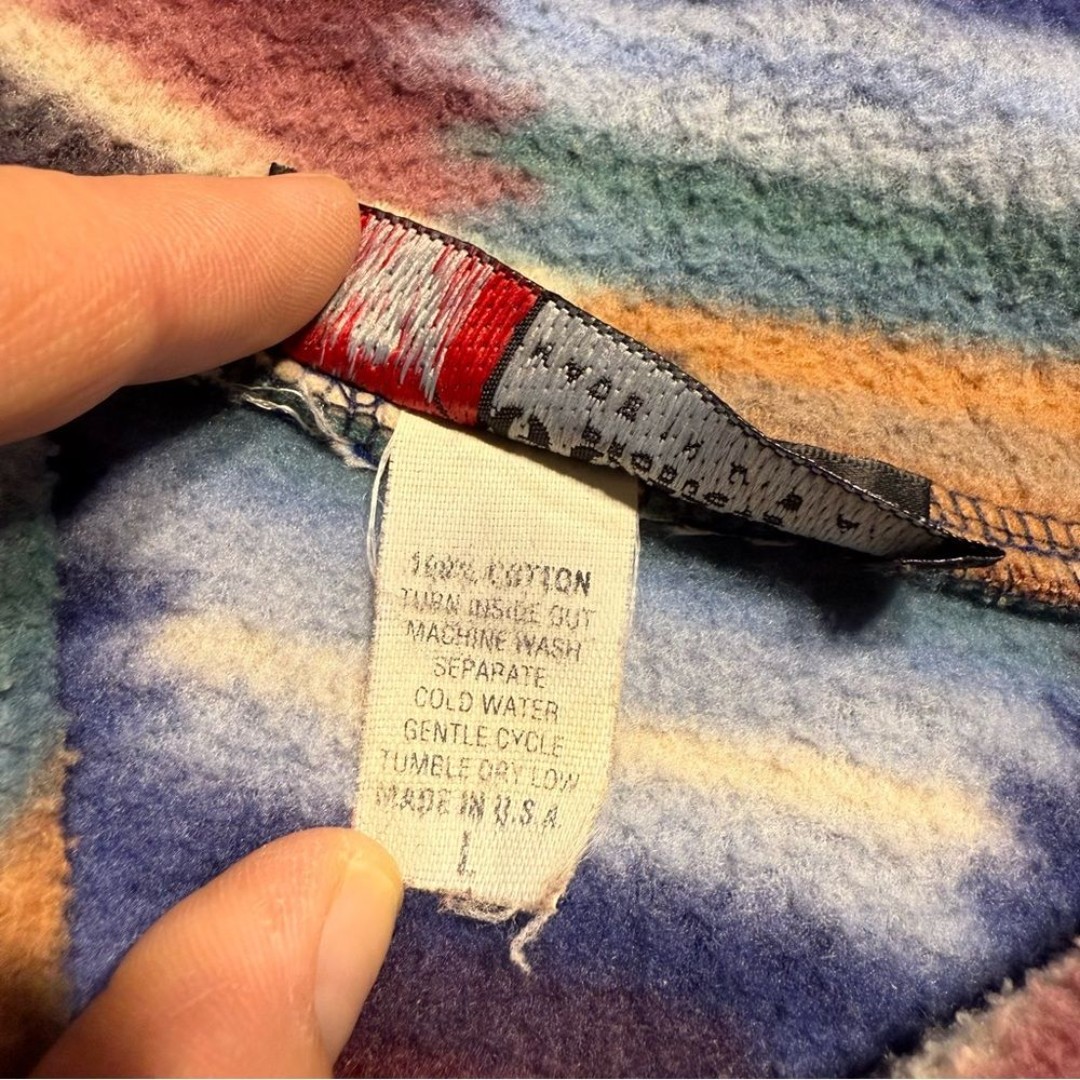 100% COTTON
TURN INSIDE OUT
MACHINE WASH
SEPARATE
COLD WATER
GENTLE CYCLE
TUMBLE DRY LOW
MADE IN U.S.A.
L